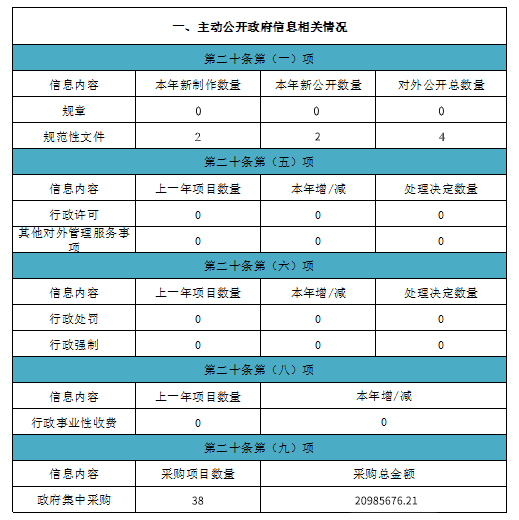 一、主动公开政府信息相关情况
第二十条第（一）项
信息内容 本年新制作数量 本年新公开数量 对外公开总数量
规章 0 0 0
规范性文件 2 2 4
第二十条第（五）项
信息内容 上一年项目数量 本年增/减 处理决定数量
行政许可 0 0 0
其他对外管理服务事
项 0 0 0
第二十条第（六）项
信息内容 上一年项目数量 本年增/减 处理决定数量
行政处罚 0 0 0
行政强制 0 0 0
第二十条第（八）项
信息内容 上一年项目数量 本年增/减
行政事业性收费 0 0
第二十条第（九）项
信息内容 采购项目数量 采购总金额
政府集中采购 38 20985676.21